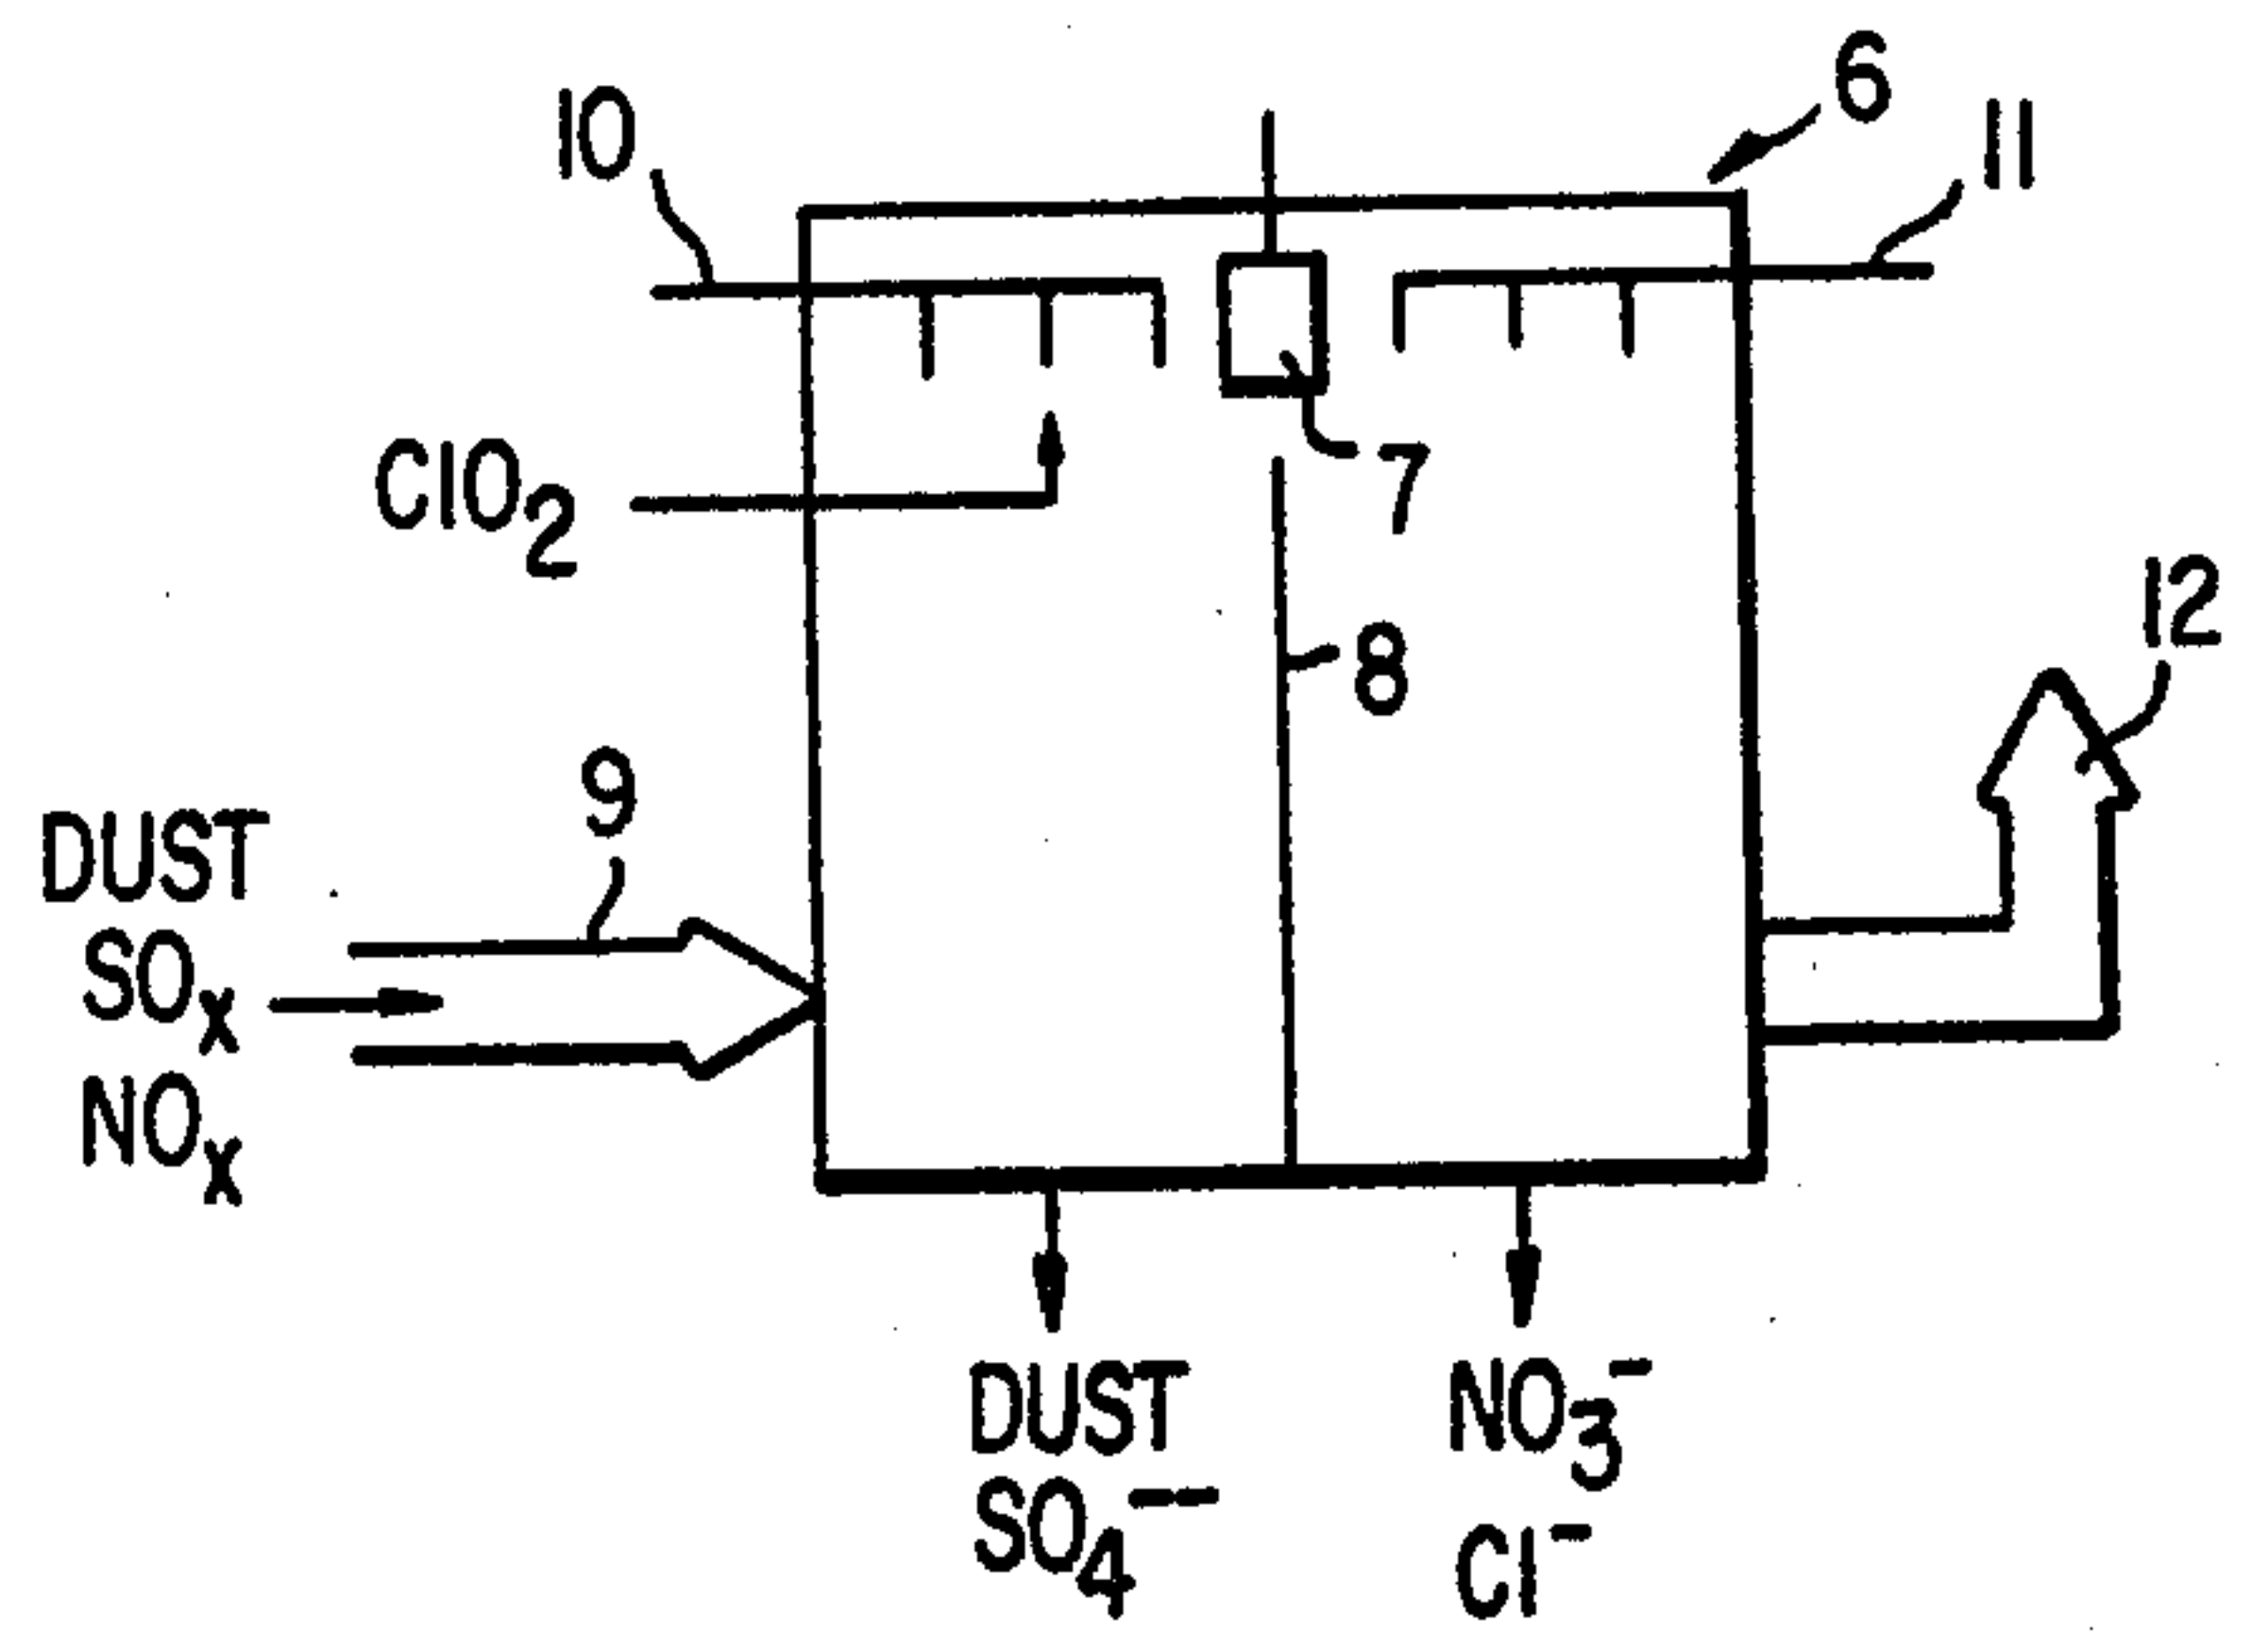 6
10
11
ClO2
7
12
8
9
DUST
SOx
NOx
DUST
SO4--
NO3-
Cl-